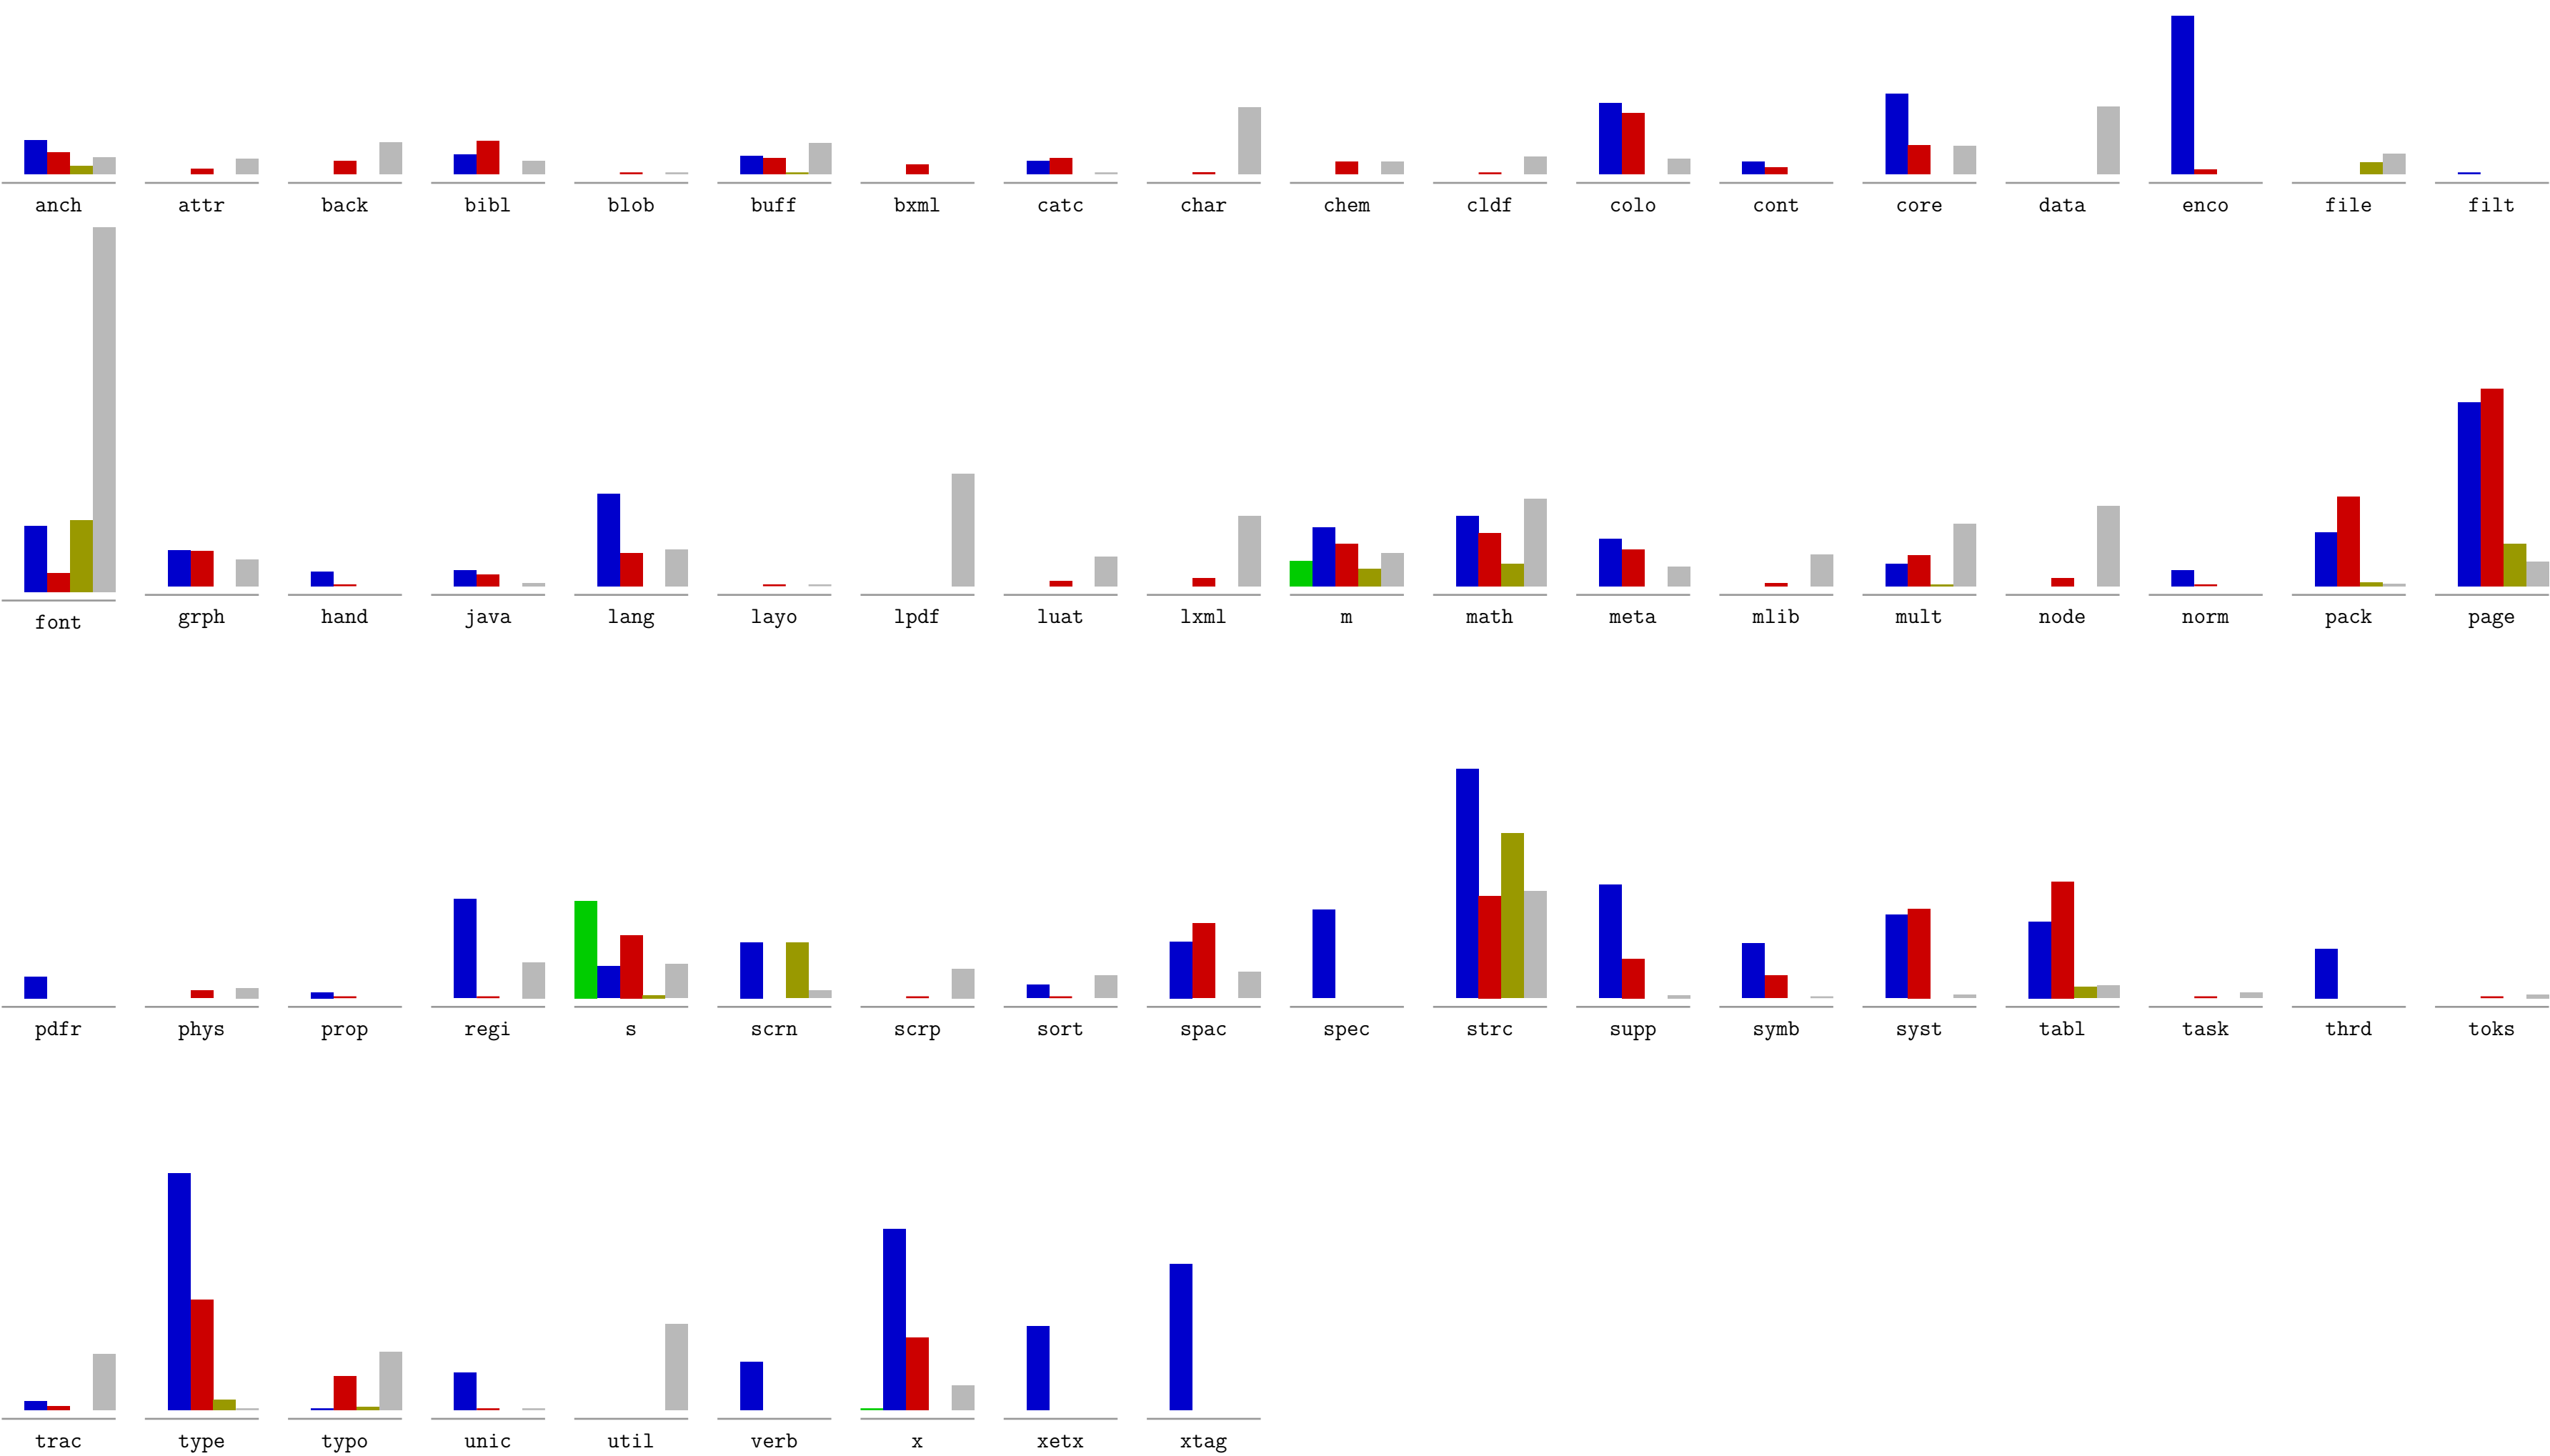 anch attr back bibl blob buff bxml catc char chem cldf colo cont core data enco file filt
font grph hand java lang layo lpdf luat lxml m math meta mlib mult node norm pack page
pdfr phys prop regi s scrn scrp sort spac spec strc supp symb syst tabl task thrd toks
trac type typo unic util verb x xetx xtag